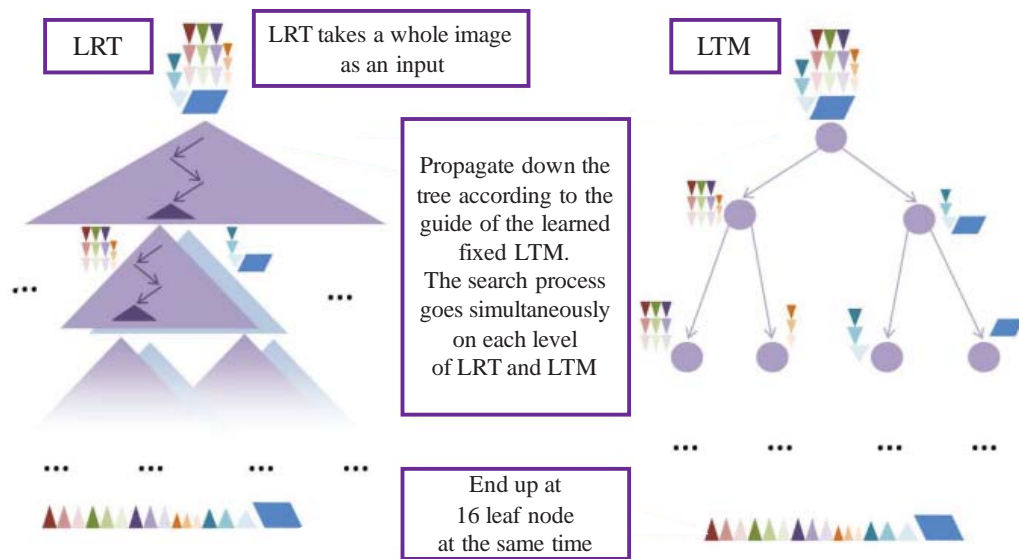 LRT
LRT takes a whole image
as an input
LTM
Propagate down the
tree according to the
guide of the learned
fixed LTM.
The search process
goes simultaneously
on each level
of LRT and LTM
...
...
... ... ... ...
... ... ... ...
End up at
16 leaf node
at the same time